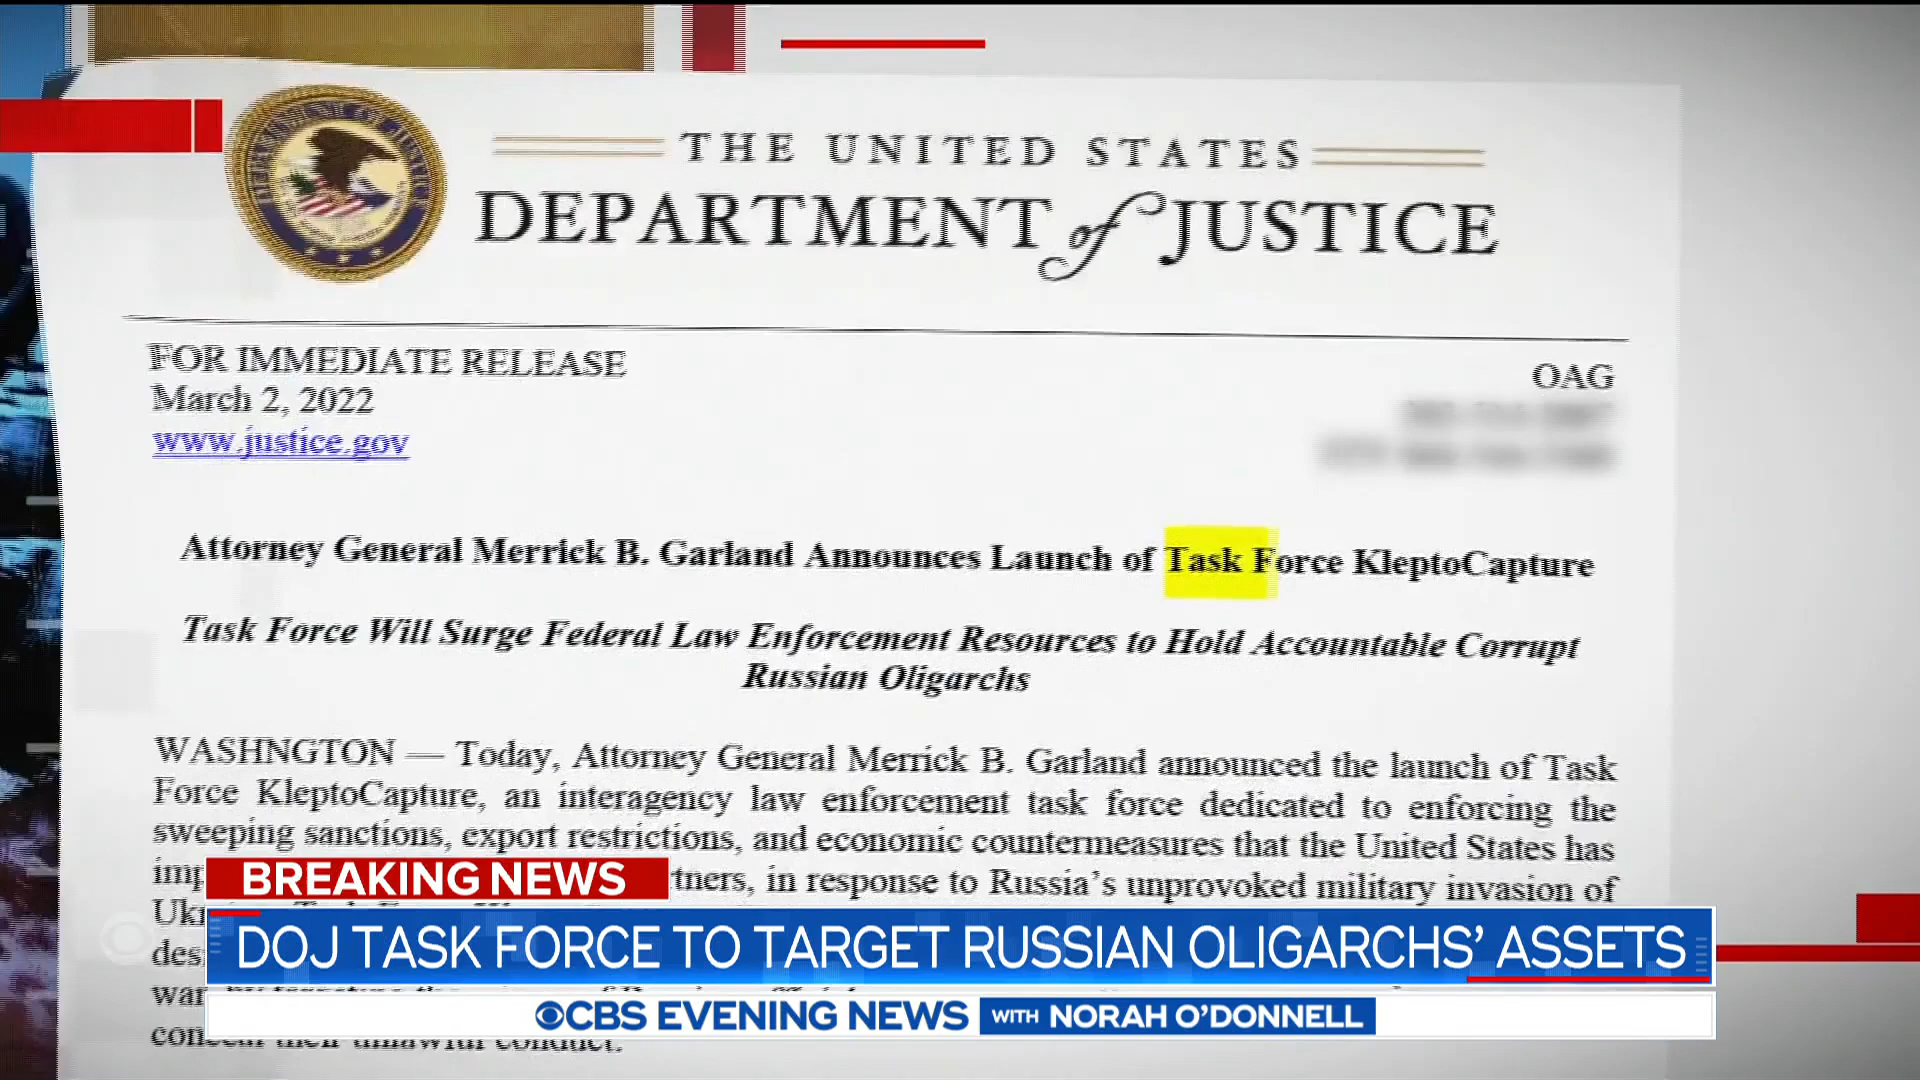 THE UNITED STATES
DEPARTMENT of JUSTICE
FOR IMMEDIATE RELEASE
OAG
March 2, 2022
www.justice.gov
Attorney General Merrick B. Garland Announces Launch of Task Force KleptoCapture
Task Force Will Surge Federal Law Enforcement Resources to Hold Accountable Corrupt
Russian Oligarchs
WASHNGTON — Today, Attorney General Merrick B. Garland announced the launch of Task
Force KleptoCapture, an interagency law enforcement task force dedicated to enforcing the
sweeping sanctions, export restrictions, and economic countermeasures that the United States has
in response to Russia's unprovoked military invasion of
BREAKING NEWS
DOJ TASK FORCE TO TARGET RUSSIAN OLIGARCHS' ASSETS
conceal their unlawful conduct.
CBS EVENING NEWS WITH NORAH O'DONNELL